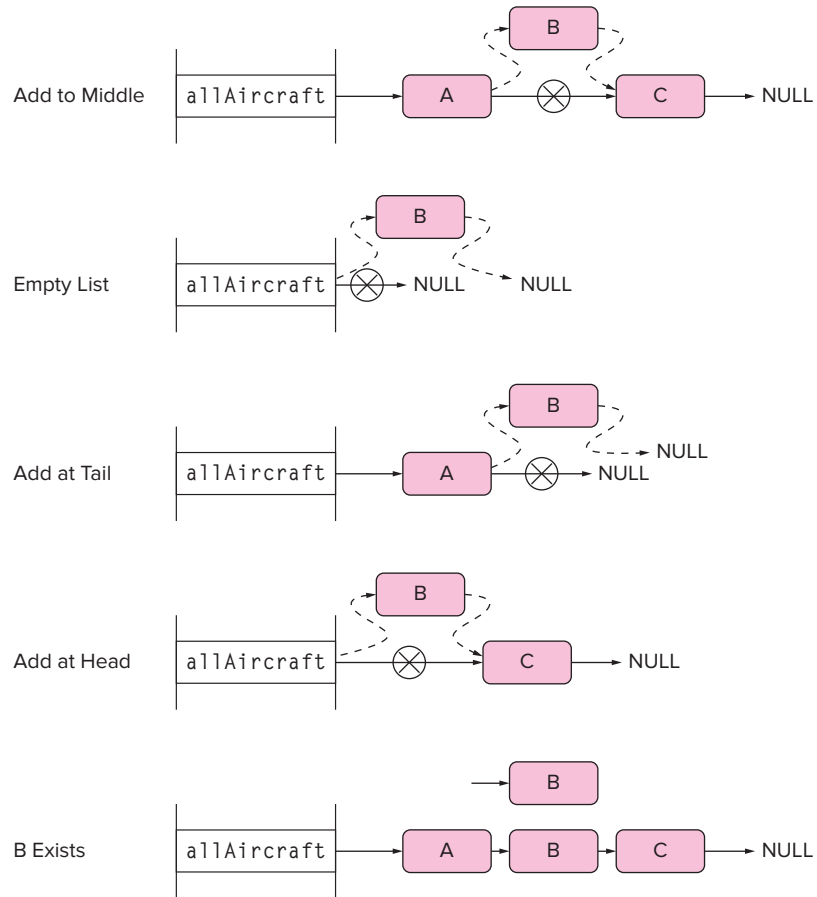 B
Add to Middle allAircraft A C NULL
B
Empty List allAircraft NULL NULL
B
NULL
Add at Tail allAircraft A NULL
B
Add at Head allAircraft C NULL
B
B Exists allAircraft A B C NULL